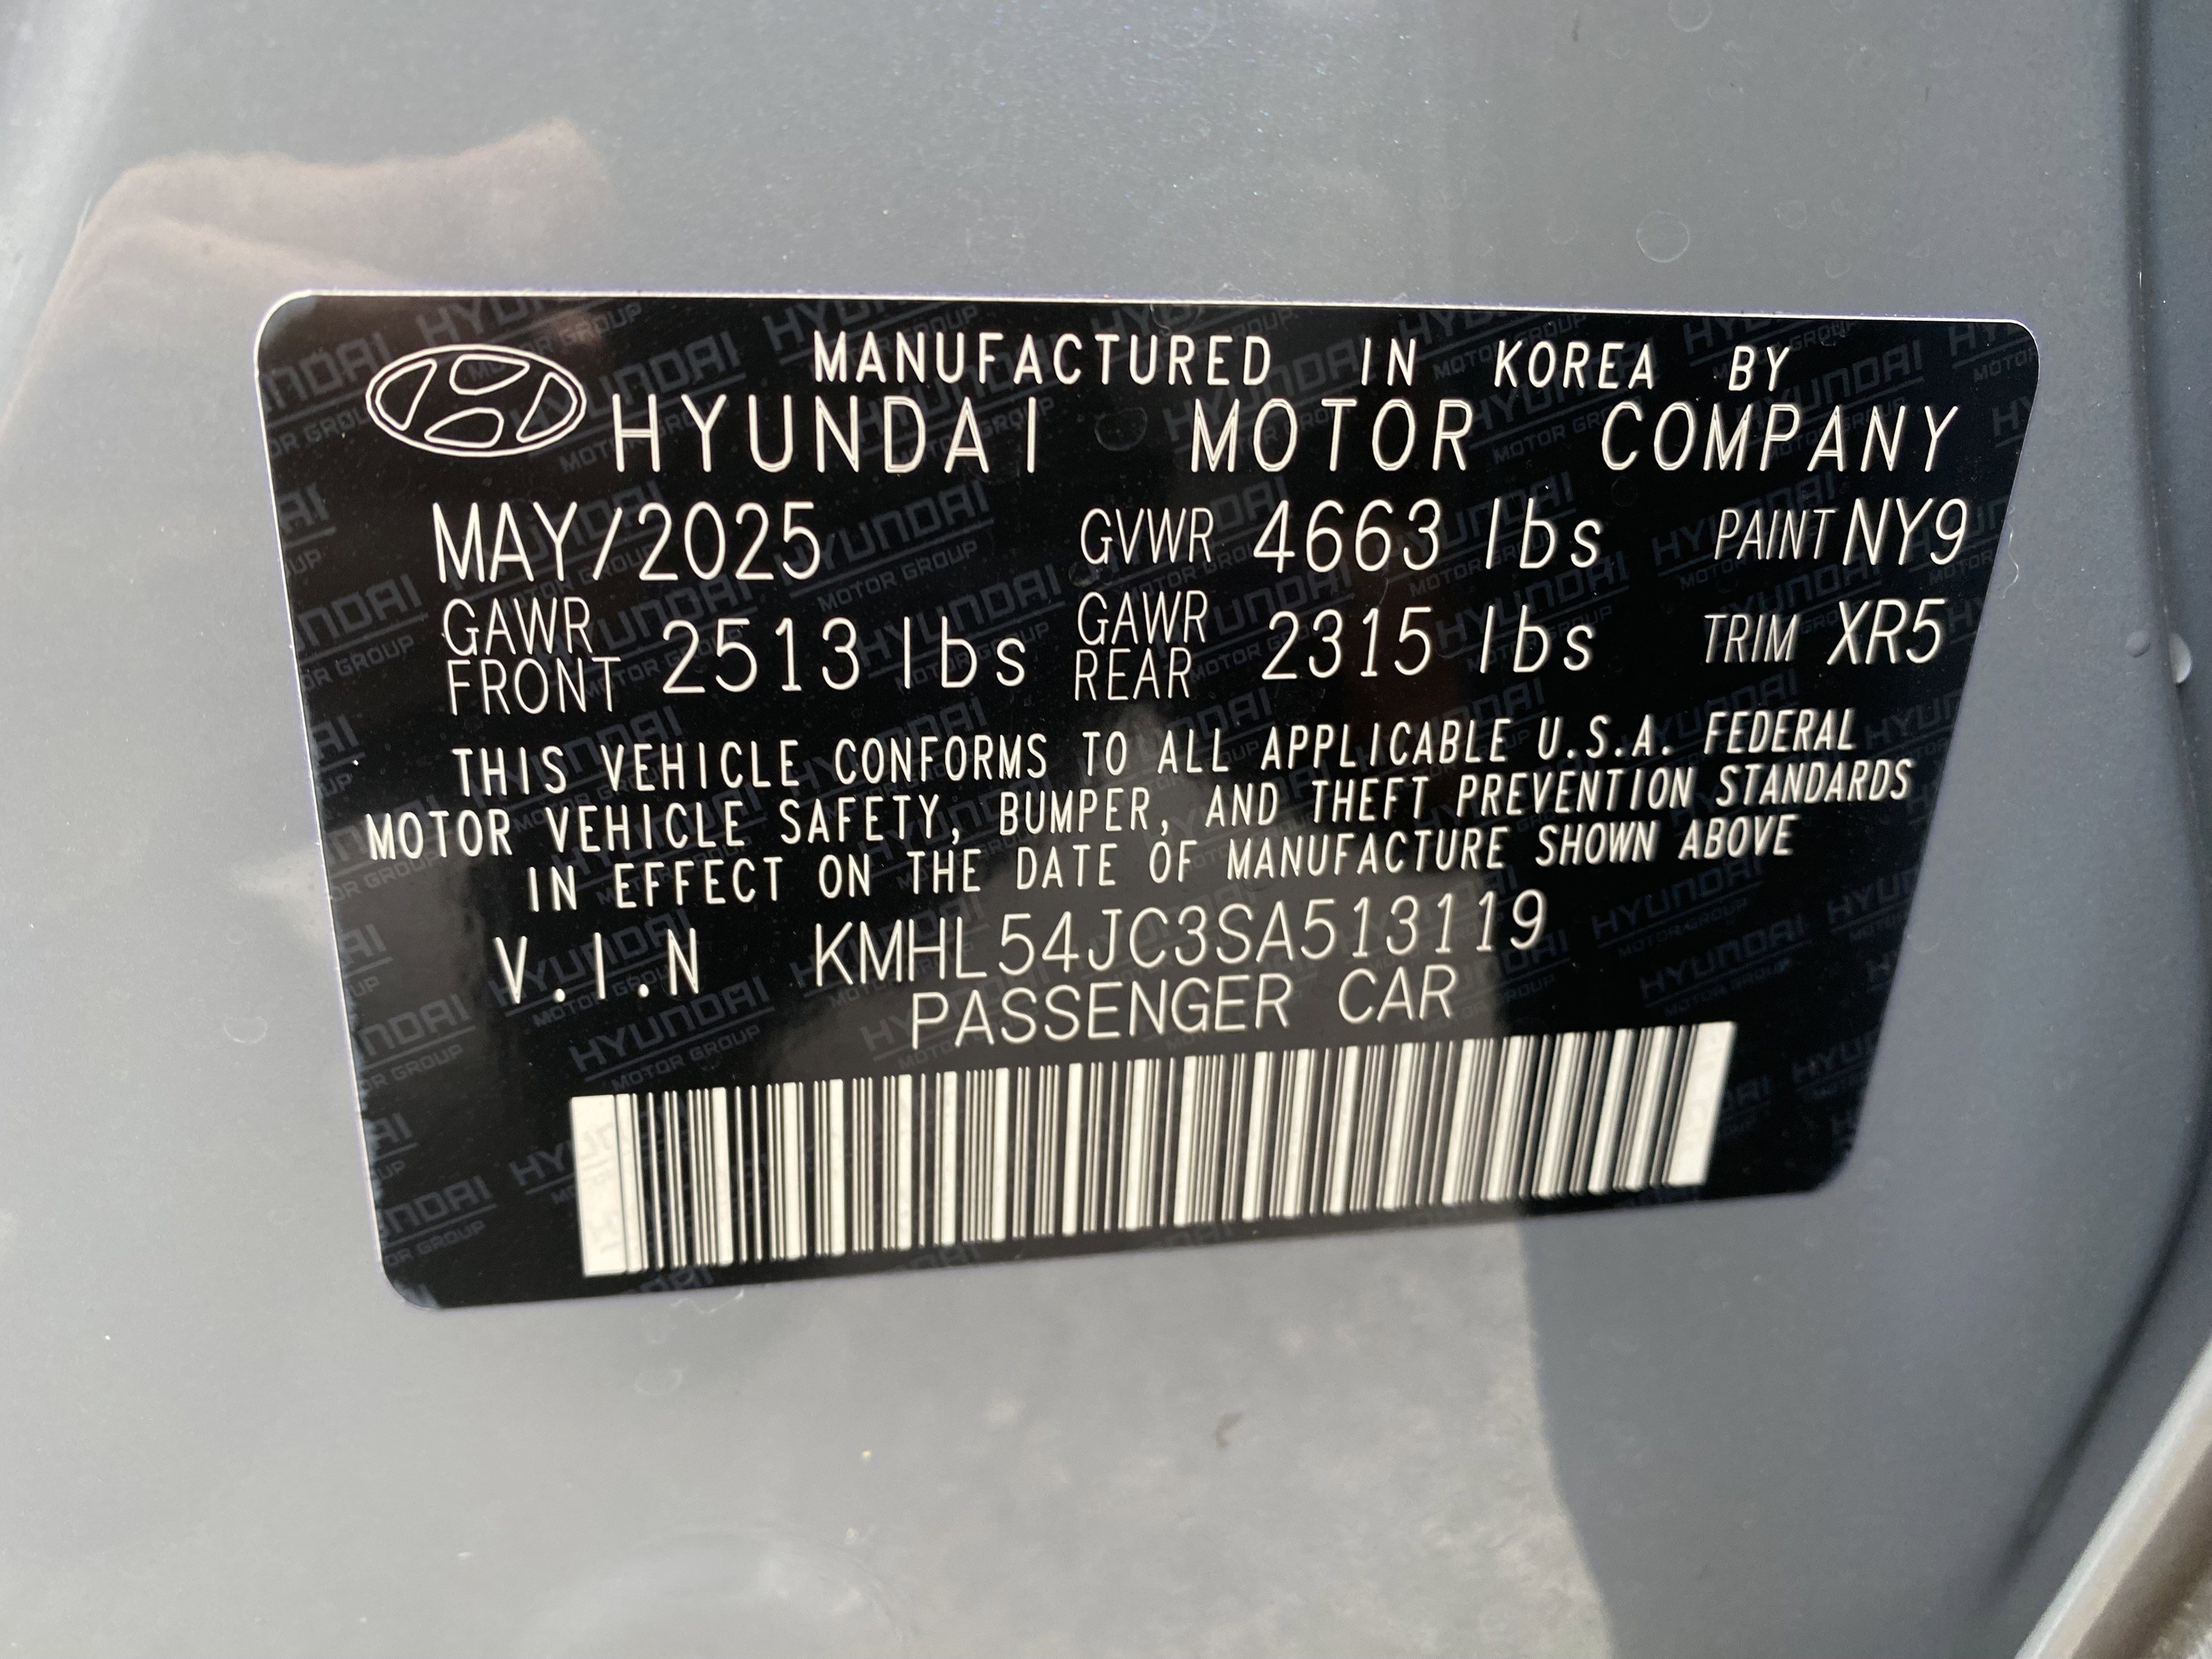 MANUFACTURED IN KOREA BY
HYUNDAI MOTOR COMPANY
MAY/2025 GVWR 4663 lbs PAINT NY9
GAWR FRONT 2513 lbs GAWR REAR 2315 lbs TRIM XR5
THIS VEHICLE CONFORMS TO ALL APPLICABLE U.S.A. FEDERAL
MOTOR VEHICLE SAFETY, BUMPER, AND THEFT PREVENTION STANDARDS
IN EFFECT ON THE DATE OF MANUFACTURE SHOWN ABOVE
V.I.N KMHL54JC3SA513119
PASSENGER CAR